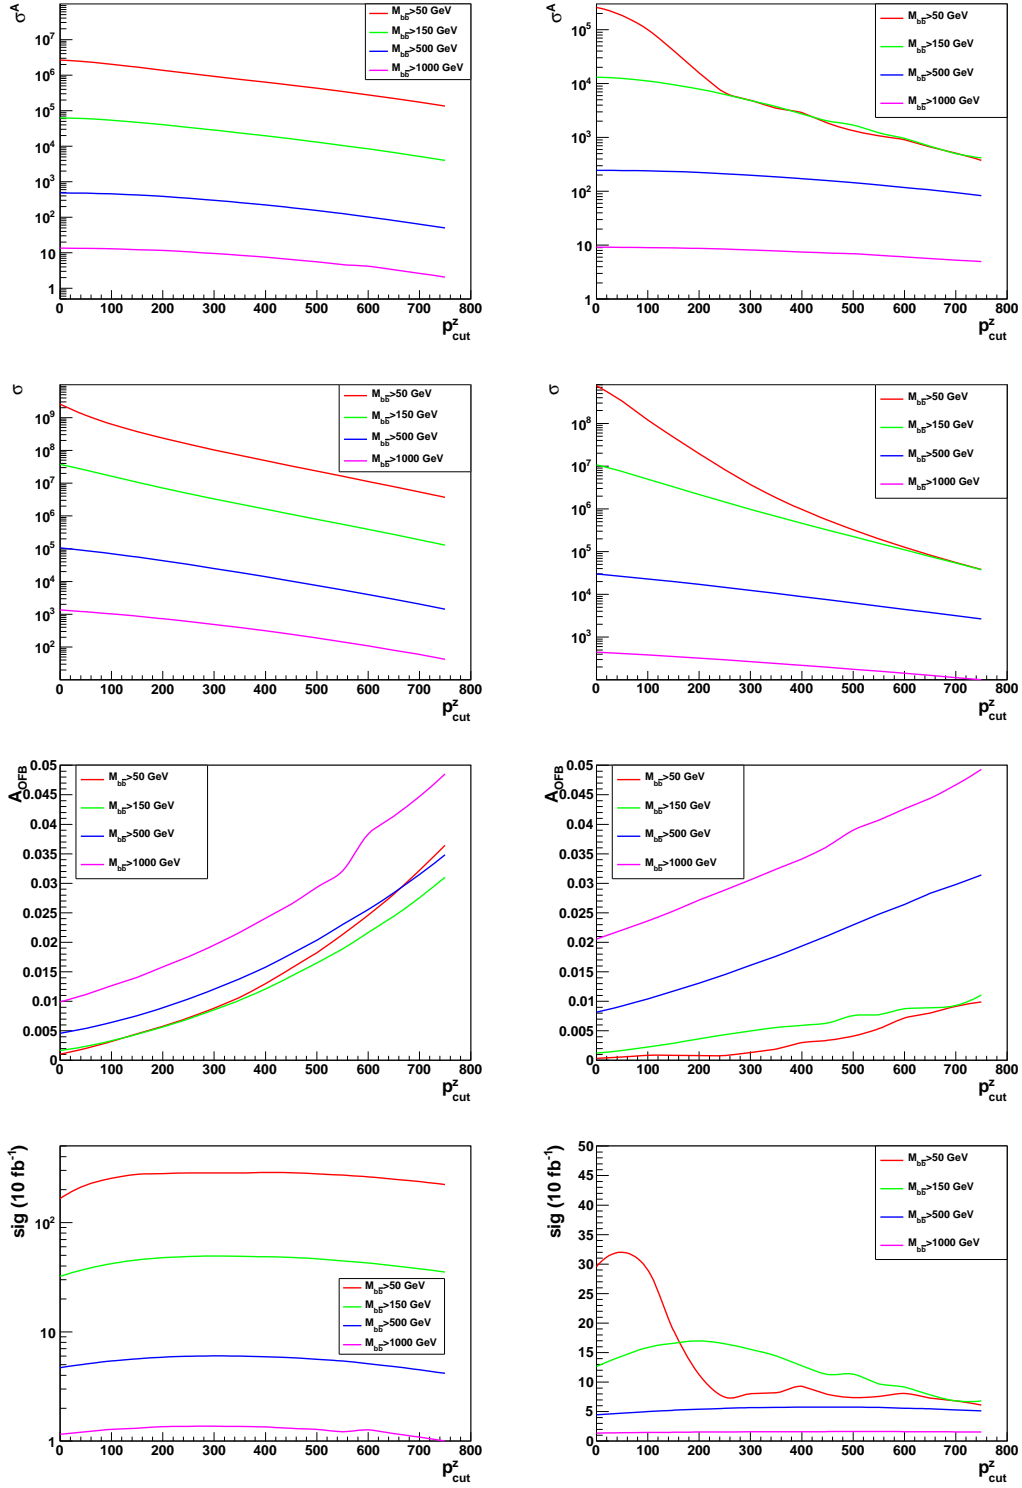 σ^A
10^7
10^6
10^5
10^4
10^3
10^2
10
1
0 100 200 300 400 500 600 700 800
p^z_cut
M_bb̄>50 GeV
M_bb̄>150 GeV
M_bb̄>500 GeV
M_bb̄>1000 GeV
σ^A
10^5
10^4
10^3
10^2
10
1
0 100 200 300 400 500 600 700 800
p^z_cut
M_bb̄>50 GeV
M_bb̄>150 GeV
M_bb̄>500 GeV
M_bb̄>1000 GeV
σ
10^9
10^8
10^7
10^6
10^5
10^4
10^3
10^2
0 100 200 300 400 500 600 700 800
p^z_cut
M_bb̄>50 GeV
M_bb̄>150 GeV
M_bb̄>500 GeV
M_bb̄>1000 GeV
σ
10^8
10^7
10^6
10^5
10^4
10^3
0 100 200 300 400 500 600 700 800
p^z_cut
M_bb̄>50 GeV
M_bb̄>150 GeV
M_bb̄>500 GeV
M_bb̄>1000 GeV
A_OFB
0.05
0.045
0.04
0.035
0.03
0.025
0.02
0.015
0.01
0.005
0
0 100 200 300 400 500 600 700 800
p^z_cut
M_bb̄>50 GeV
M_bb̄>150 GeV
M_bb̄>500 GeV
M_bb̄>1000 GeV
A_OFB
0.05
0.045
0.04
0.035
0.03
0.025
0.02
0.015
0.01
0.005
0
0 100 200 300 400 500 600 700 800
p^z_cut
M_bb̄>50 GeV
M_bb̄>150 GeV
M_bb̄>500 GeV
M_bb̄>1000 GeV
sig (10 fb^-1)
10^2
10
1
0 100 200 300 400 500 600 700 800
p^z_cut
M_bb̄>50 GeV
M_bb̄>150 GeV
M_bb̄>500 GeV
M_bb̄>1000 GeV
sig (10 fb^-1)
50
45
40
35
30
25
20
15
10
5
0
0 100 200 300 400 500 600 700 800
p^z_cut
M_bb̄>50 GeV
M_bb̄>150 GeV
M_bb̄>500 GeV
M_bb̄>1000 GeV